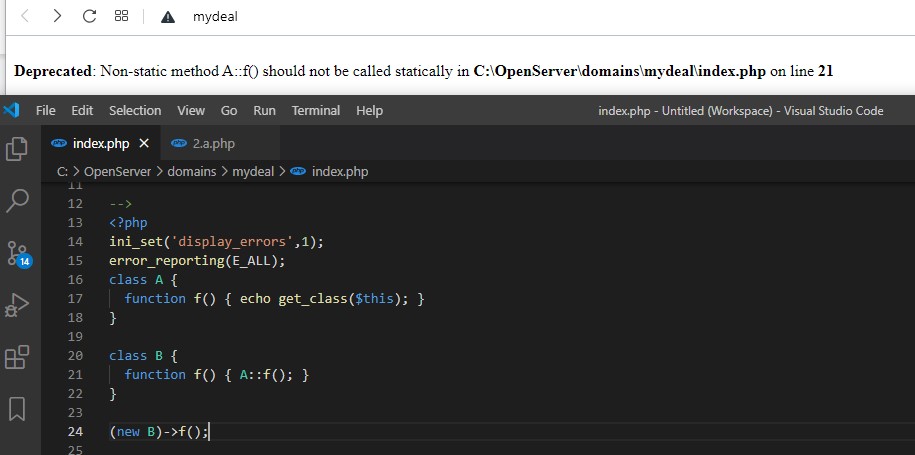 mydeal
Deprecated: Non-static method A::f() should not be called statically in C:\OpenServer\domains\mydeal\index.php on line 21
File Edit Selection View Go Run Terminal Help index.php - Untitled (Workspace) - Visual Studio Code
php index.php × php 2.a.php
C: > OpenServer > domains > mydeal > php index.php
11
12 -->
13 <?php
14 ini_set('display_errors',1);
15 error_reporting(E_ALL);
16 class A {
17 function f() { echo get_class($this); }
18 }
19
20 class B {
21 function f() { A::f(); }
22 }
23
24 (new B)->f();
25
14